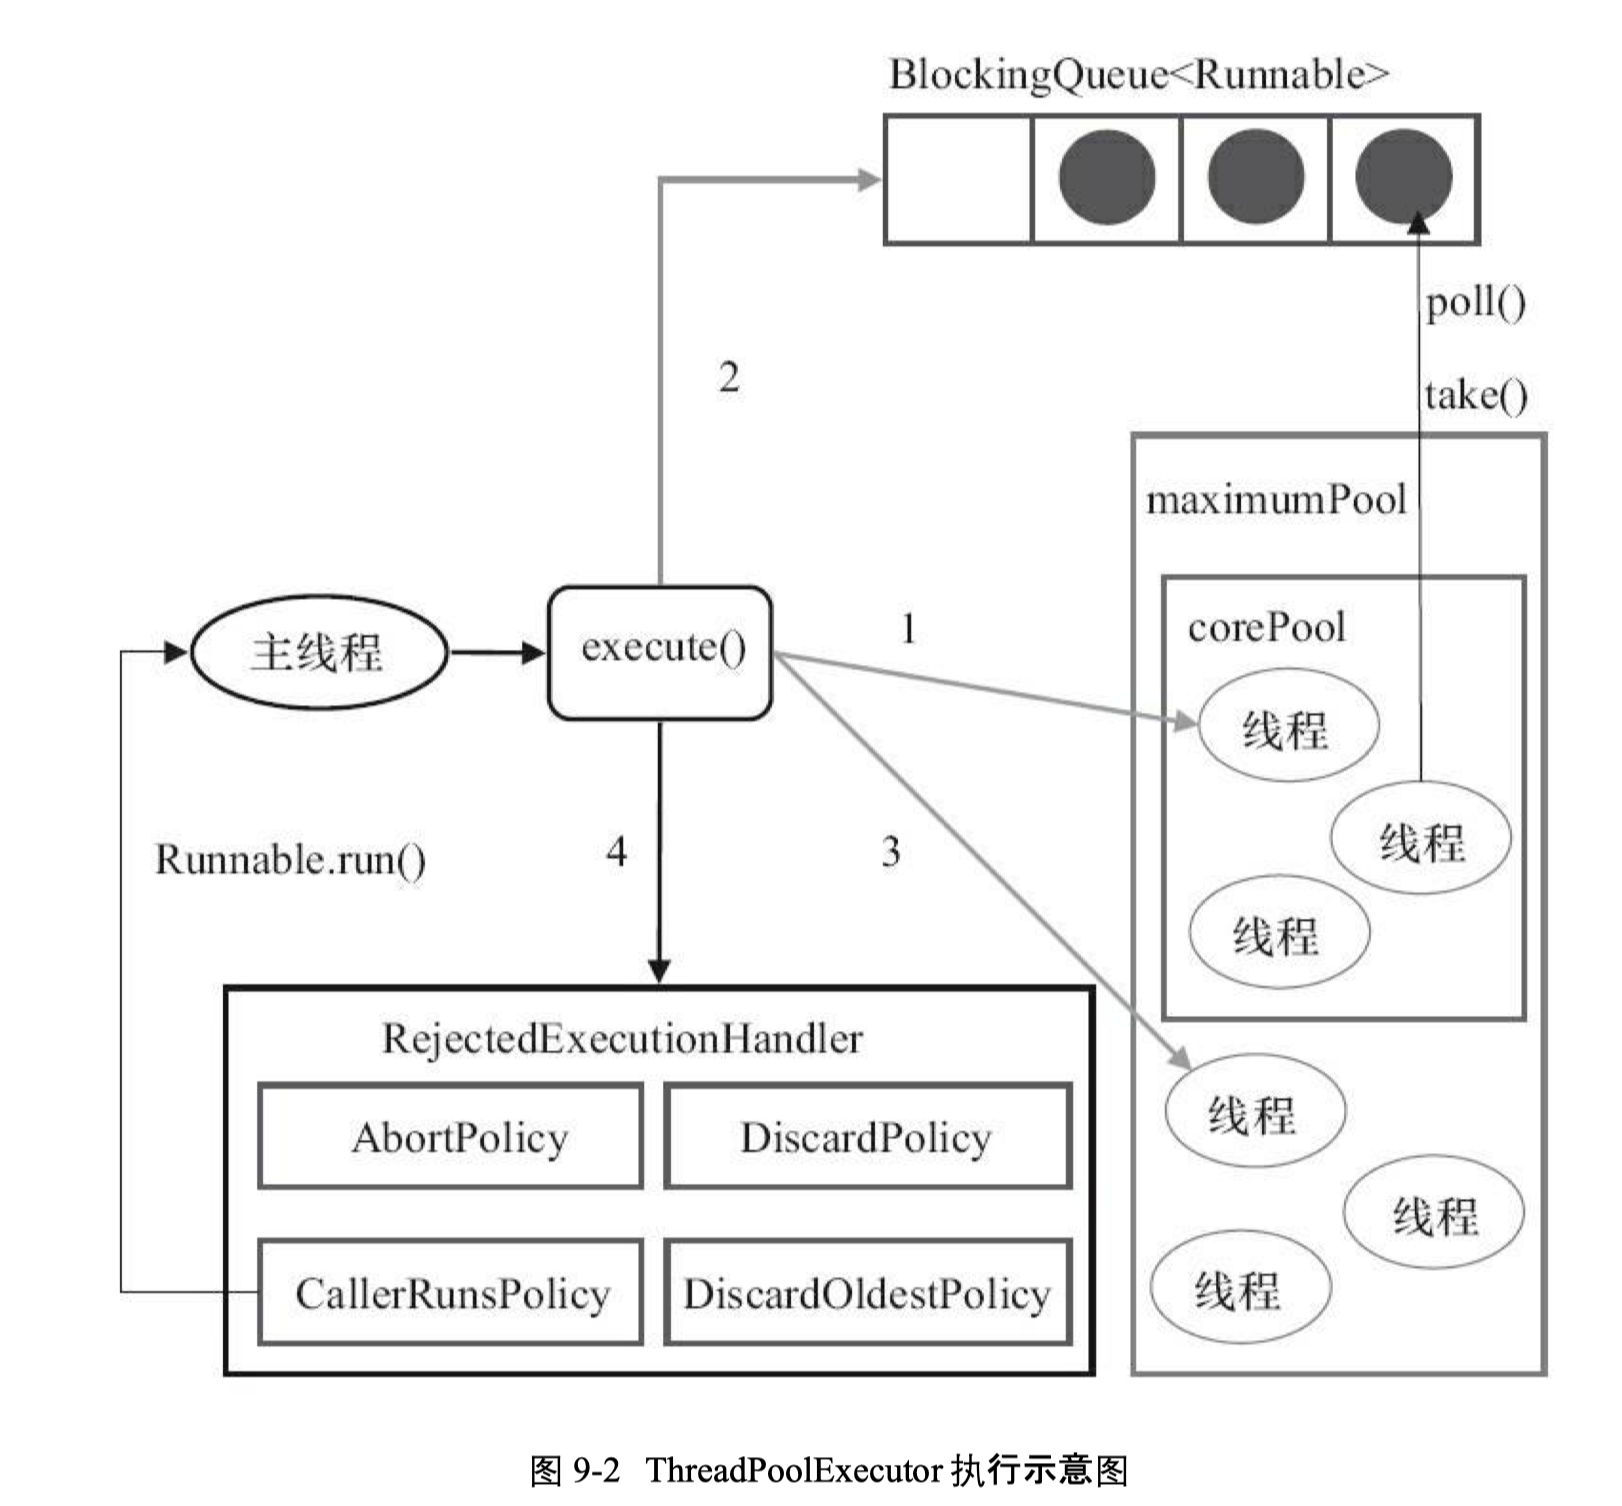 BlockingQueue<Runnable>
poll()
2
take()
maximumPool
corePool
1
主线程
execute()
线程
线程
Runnable.run()
4
3
线程
RejectedExecutionHandler
线程
AbortPolicy
DiscardPolicy
线程
CallerRunsPolicy
DiscardOldestPolicy
线程
图 9-2 ThreadPoolExecutor 执行示意图